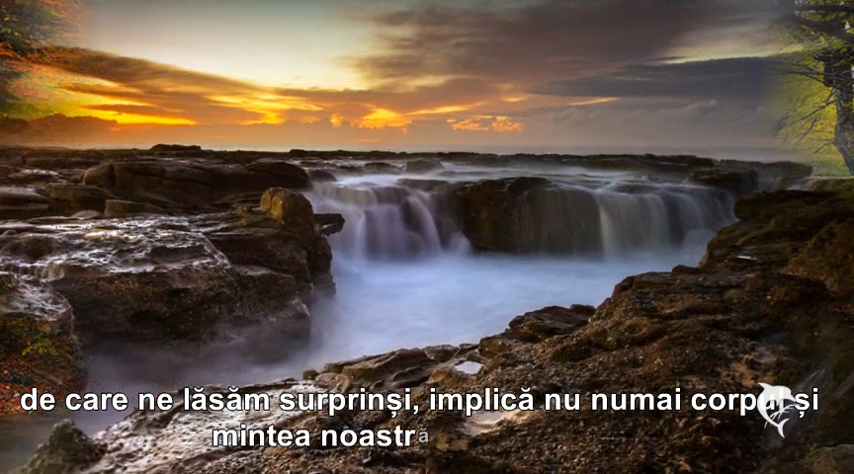 de care ne lăsăm surprinși, implică nu numai corpul și
mintea noastră